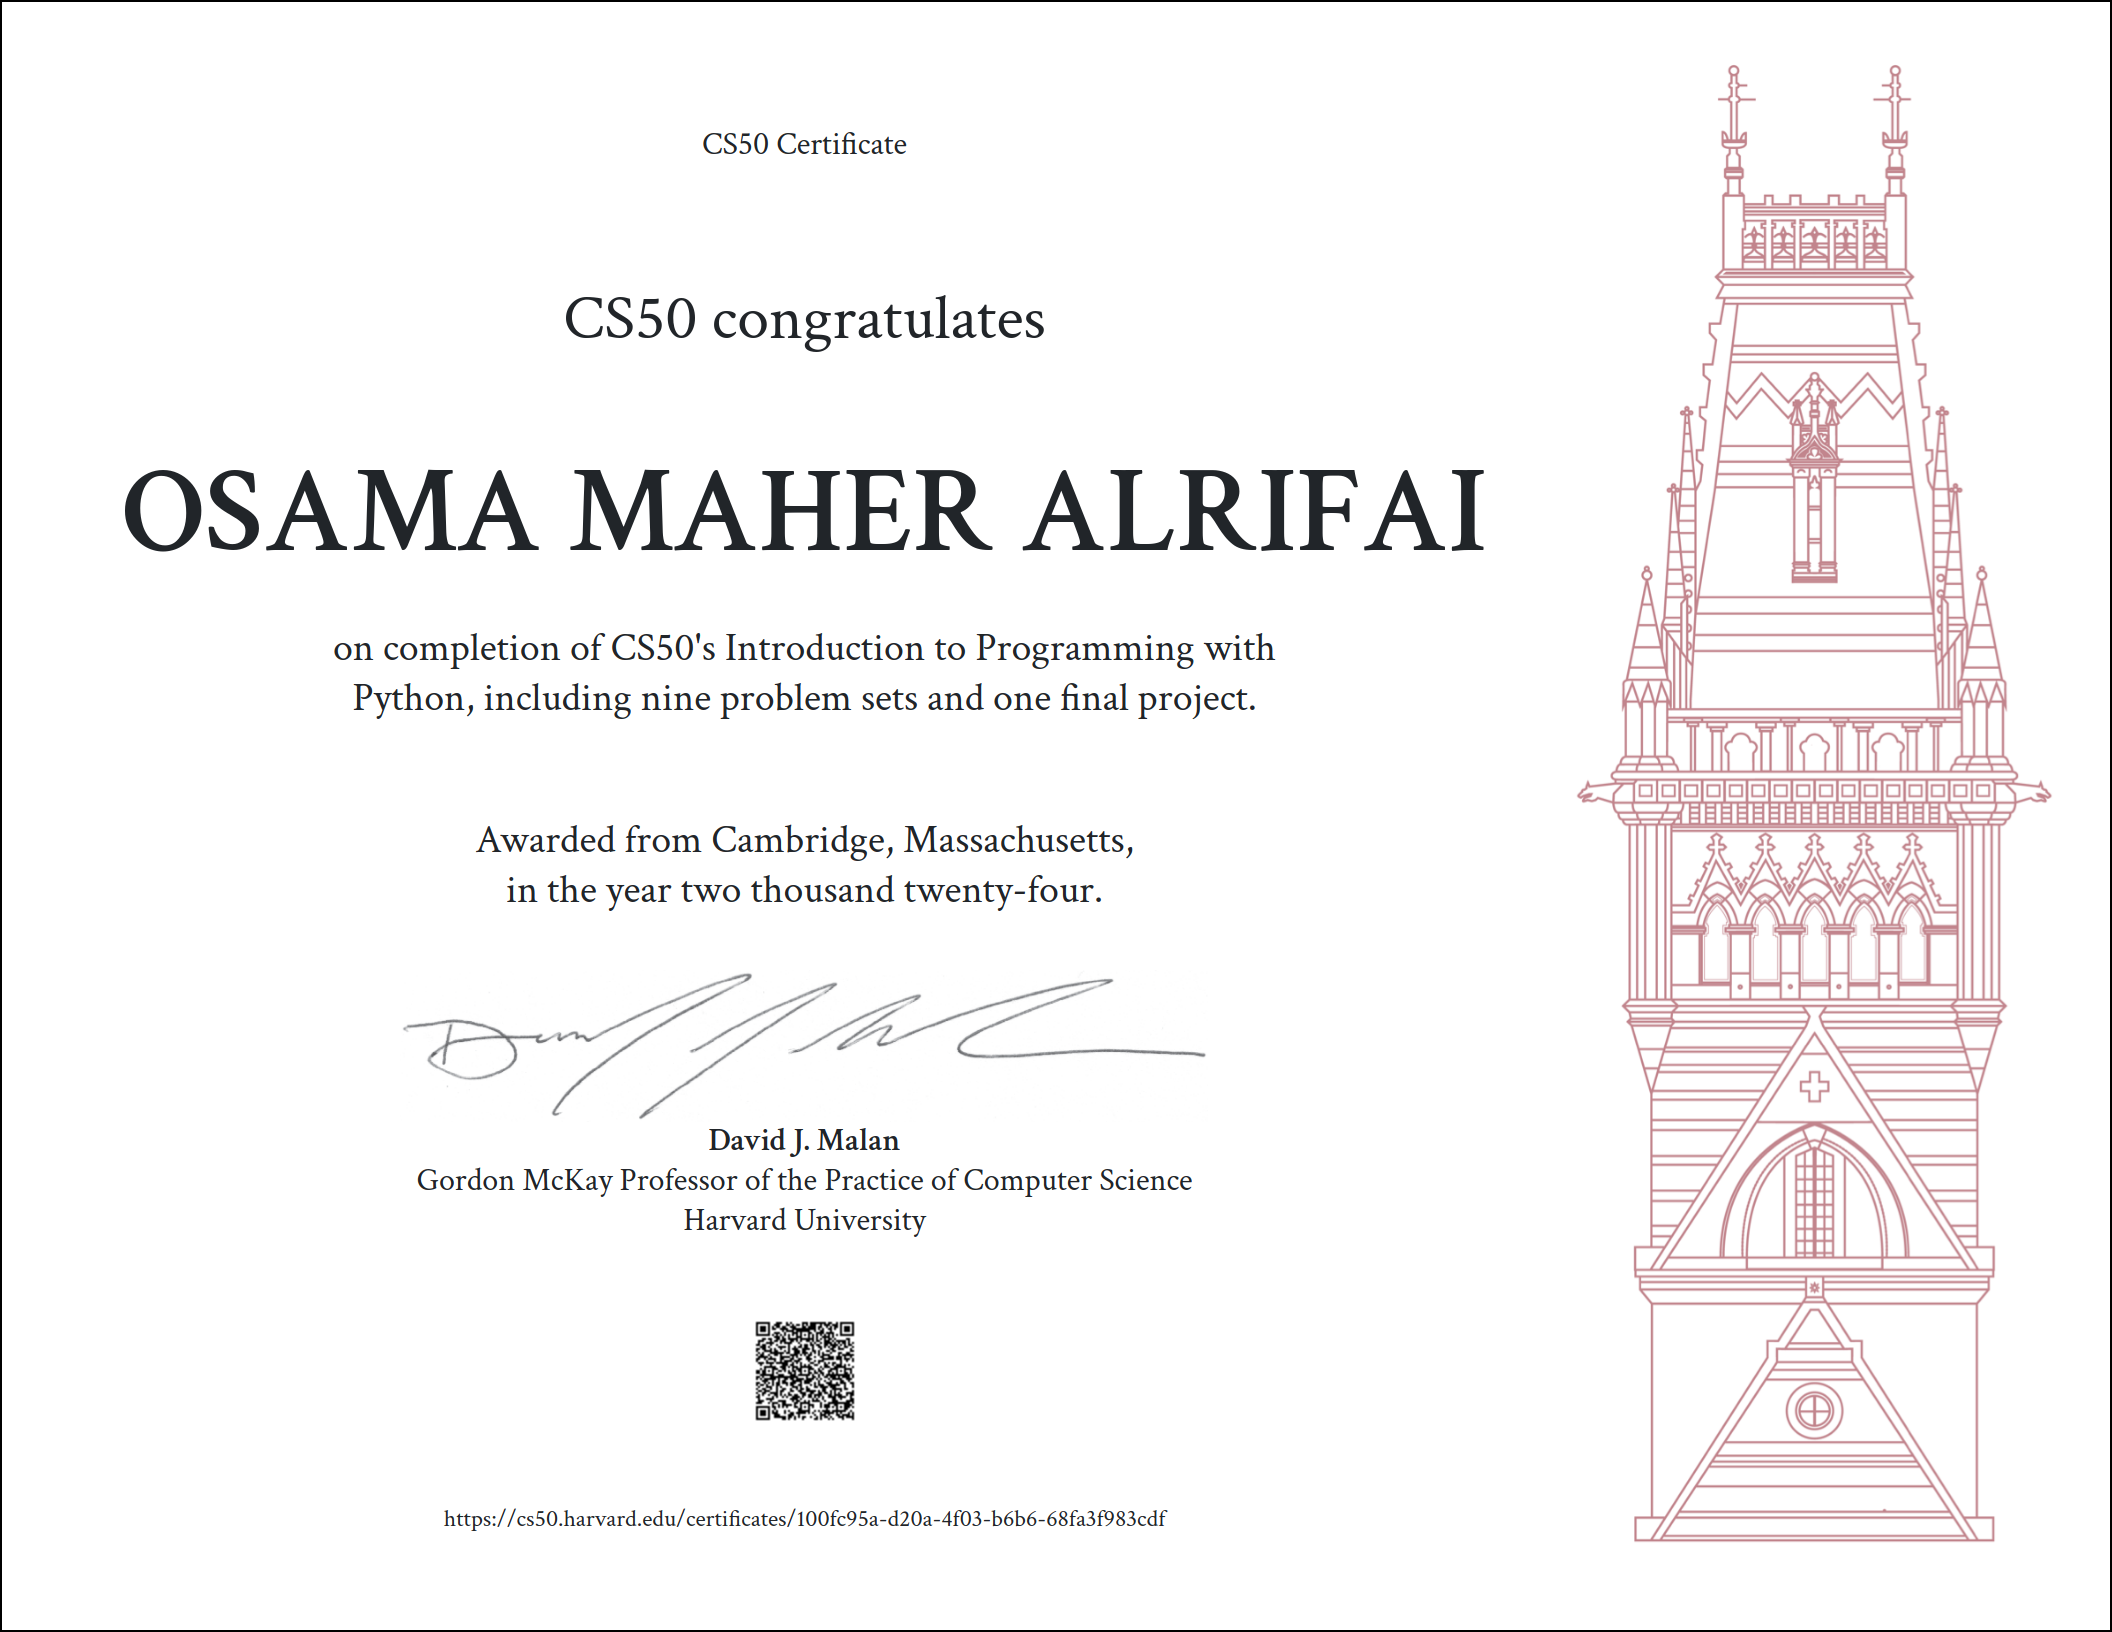 CS50 Certificate
CS50 congratulates
OSAMA MAHER ALRIFAI
on completion of CS50's Introduction to Programming with
Python, including nine problem sets and one final project.
Awarded from Cambridge, Massachusetts,
in the year two thousand twenty-four.
David J. Malan
Gordon McKay Professor of the Practice of Computer Science
Harvard University
https://cs50.harvard.edu/certificates/100fc95a-d20a-4f03-b6b6-68fa3f983cdf